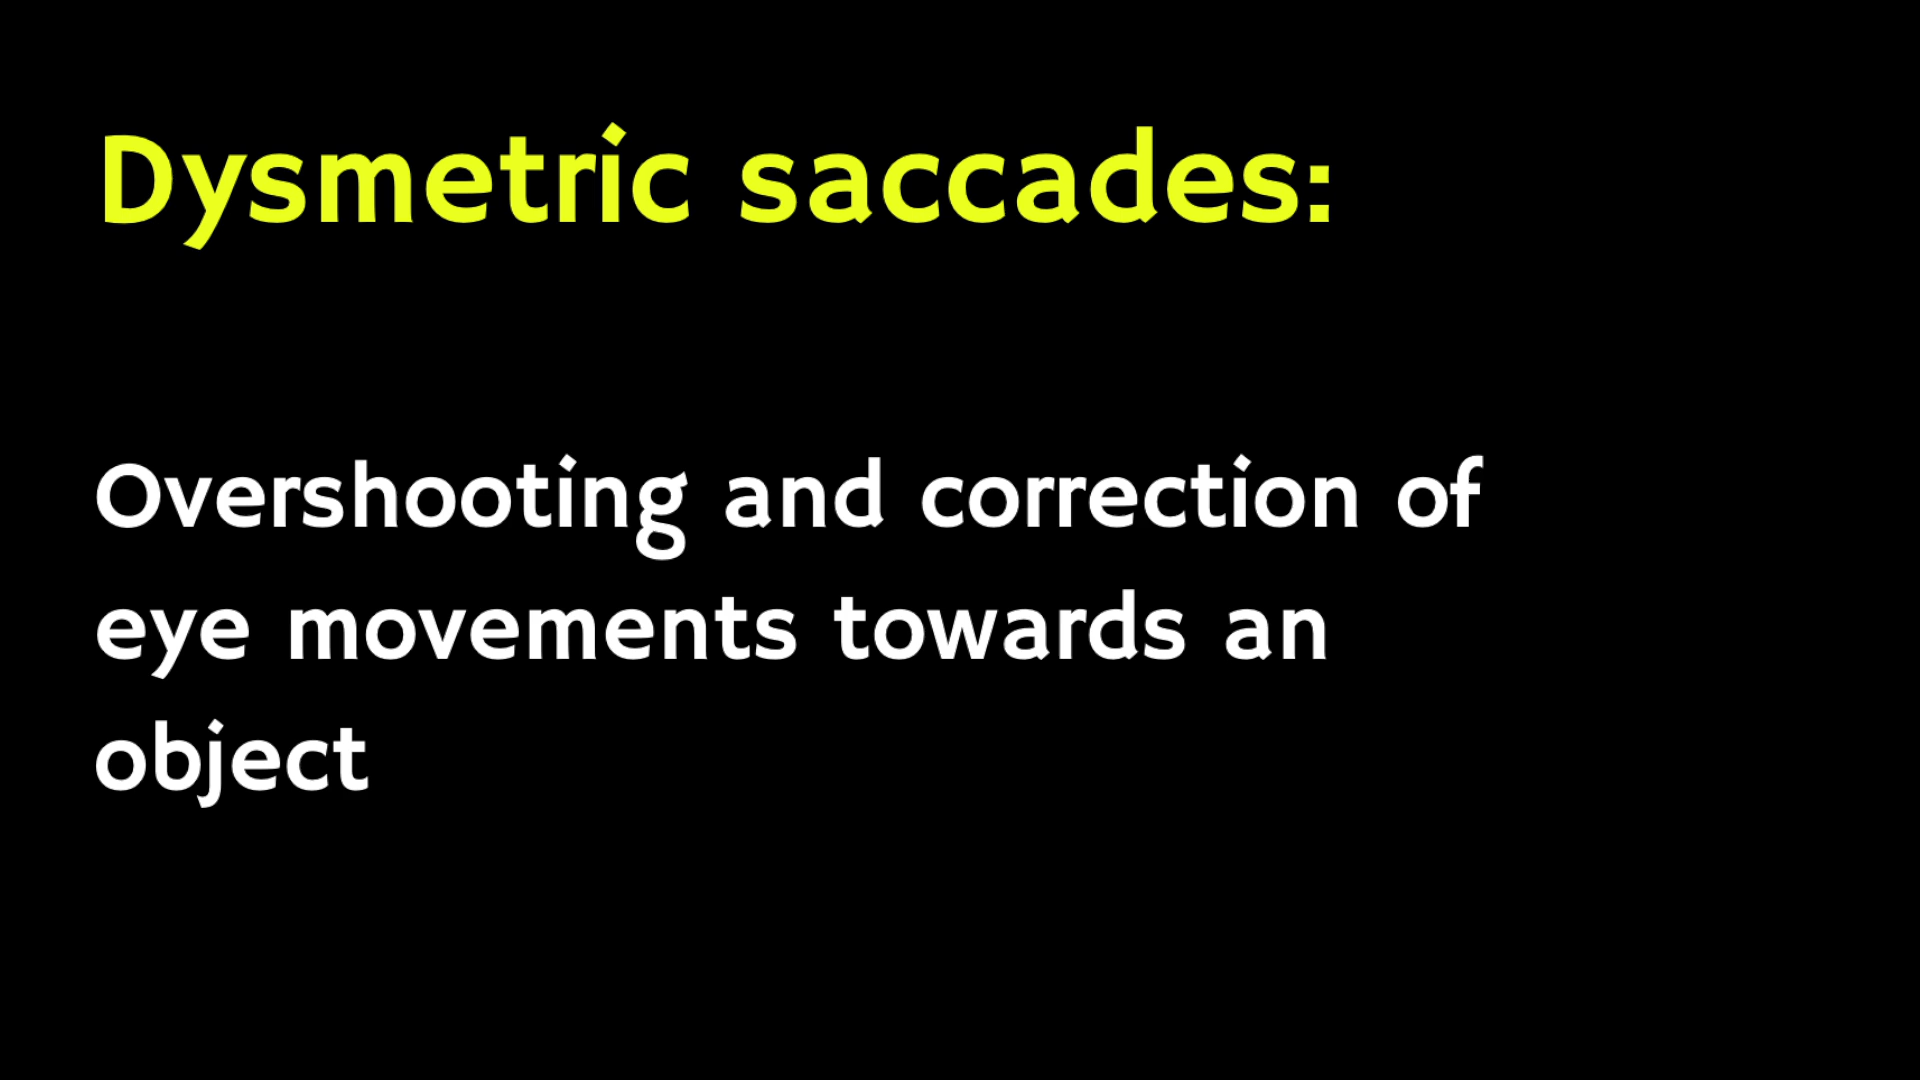 Dysmetric saccades:
Overshooting and correction of
eye movements towards an
object